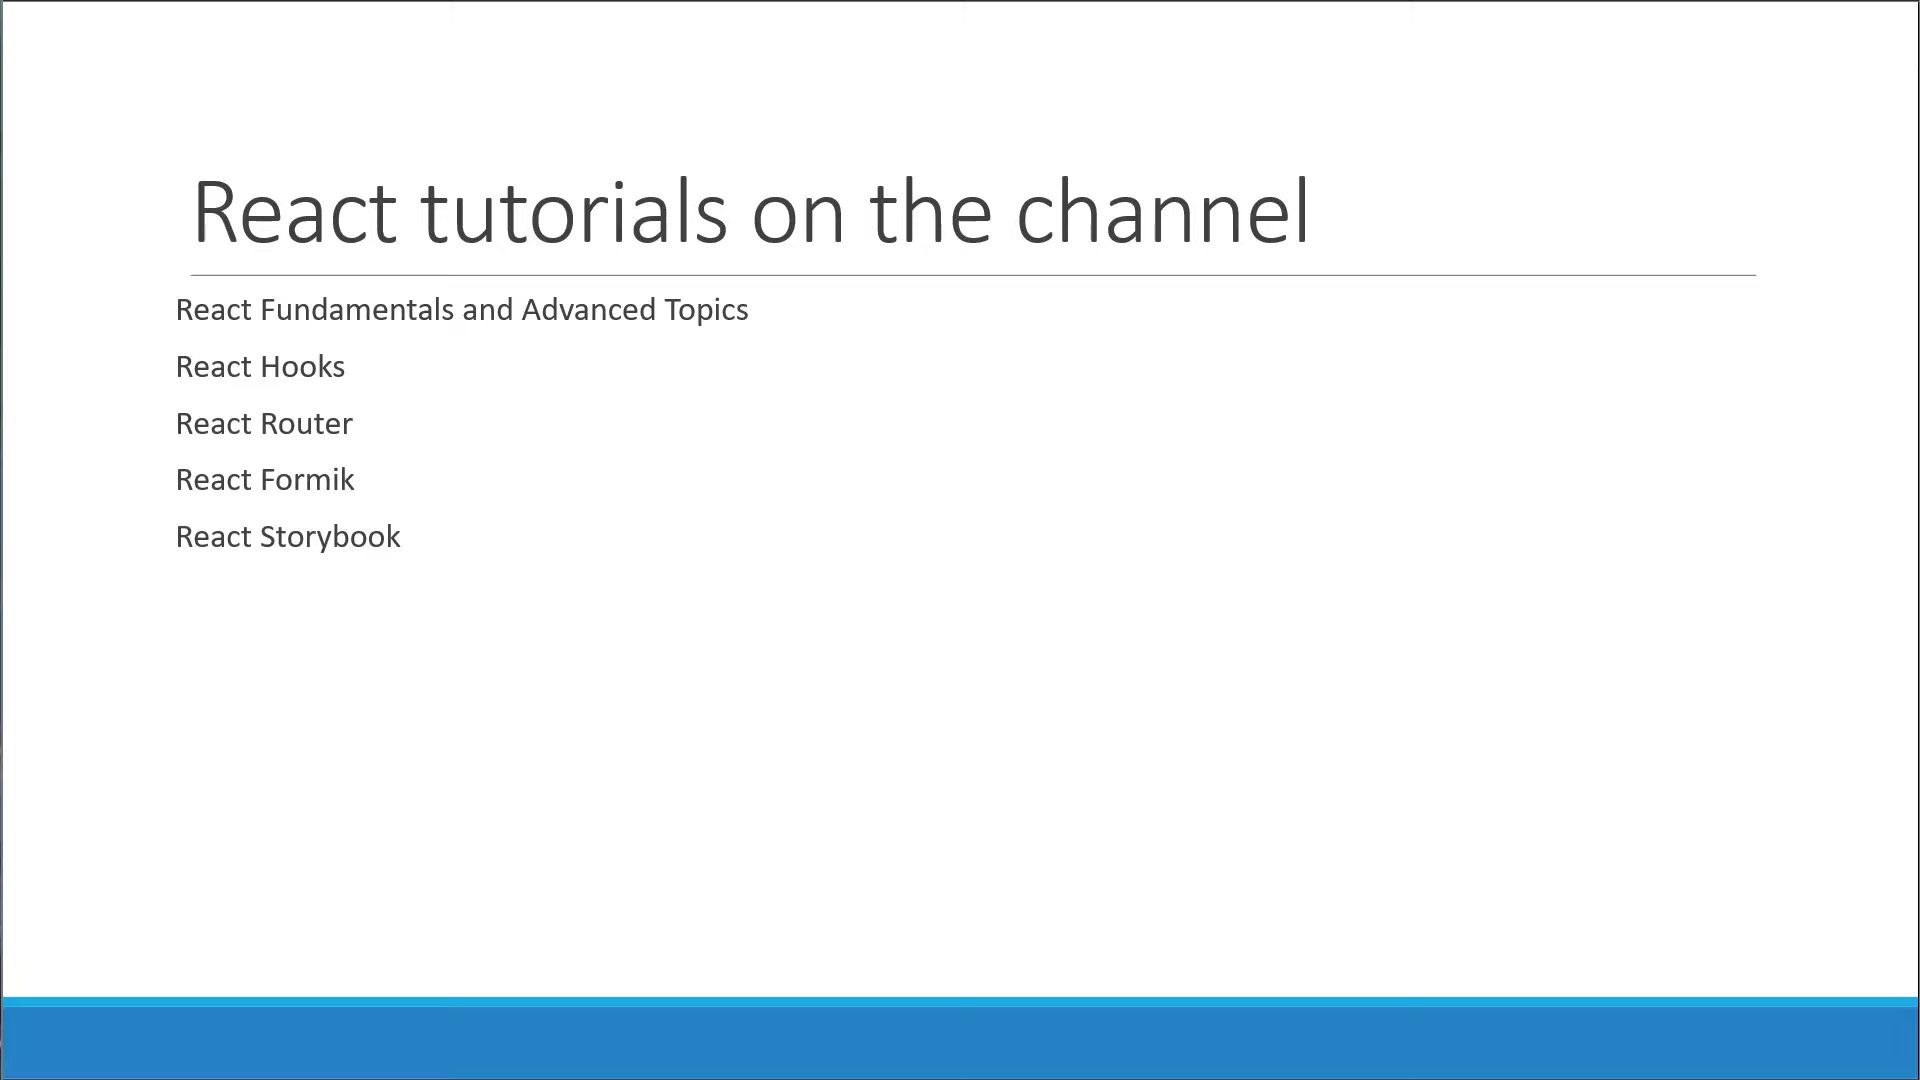 React tutorials on the channel
React Fundamentals and Advanced Topics
React Hooks
React Router
React Formik
React Storybook